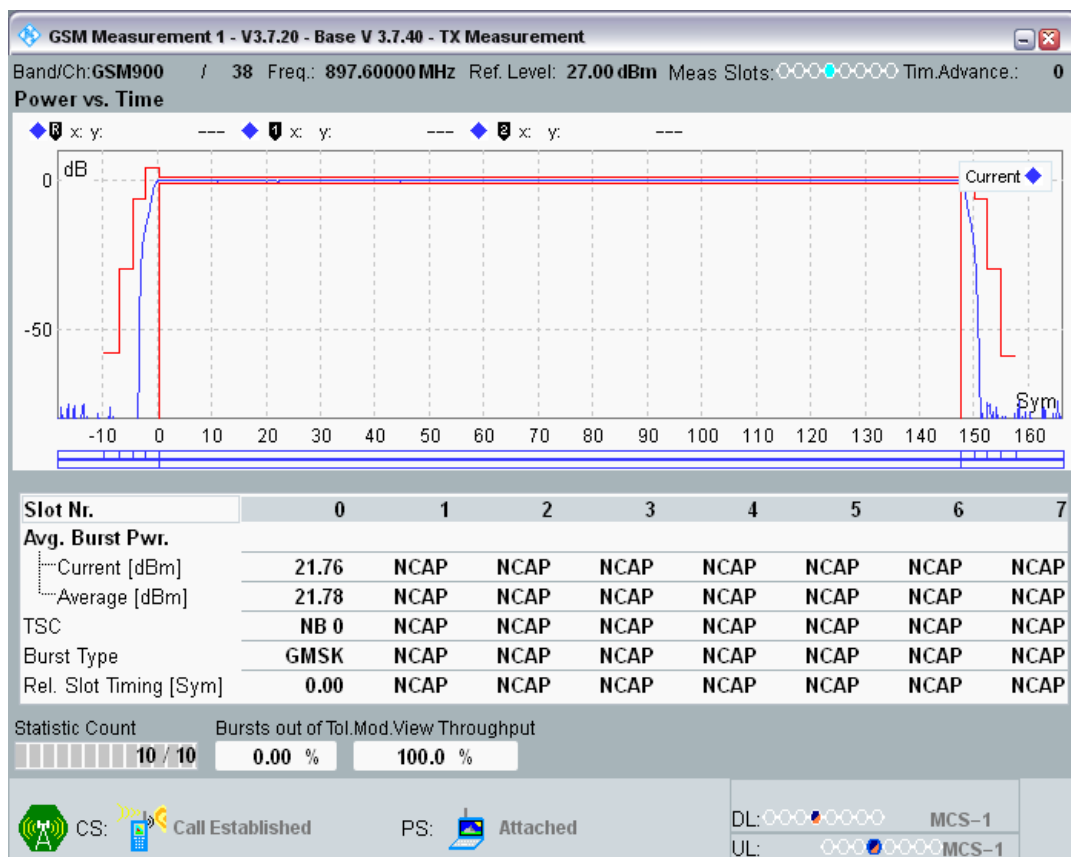 GSM Measurement 1 - V3.7.20 - Base V 3.7.40 - TX Measurement
Band/Ch:GSM900 / 38 Freq.: 897.60000 MHz Ref. Level: 27.00 dBm Meas Slots: Tim.Advance.: 0
Power vs. Time
R x: y: --- 1 x: y: --- 2 x: y: ---
dB
0
Current
-50
Sym
-10 0 10 20 30 40 50 60 70 80 90 100 110 120 130 140 150 160
Slot Nr. 0 1 2 3 4 5 6 7
Avg. Burst Pwr.
Current [dBm] 21.76 NCAP NCAP NCAP NCAP NCAP NCAP NCAP
Average [dBm] 21.78 NCAP NCAP NCAP NCAP NCAP NCAP NCAP
TSC NB 0 NCAP NCAP NCAP NCAP NCAP NCAP NCAP
Burst Type GMSK NCAP NCAP NCAP NCAP NCAP NCAP NCAP
Rel. Slot Timing [Sym] 0.00 NCAP NCAP NCAP NCAP NCAP NCAP NCAP
Statistic Count Bursts out of Tol.Mod.View Throughput
10 / 10 0.00 % 100.0 %
CS: Call Established PS: Attached DL: MCS-1
UL: MCS-1